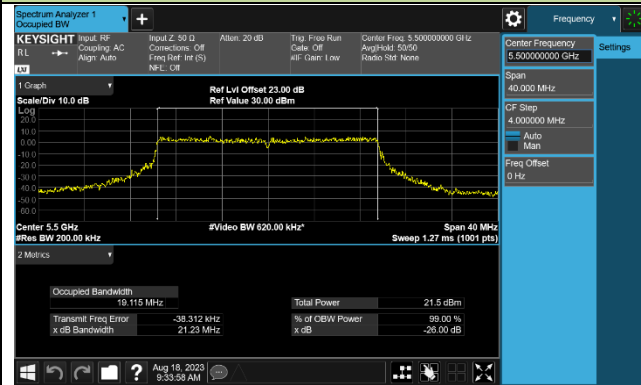 Spectrum Analyzer 1
Occupied BW
Frequency
KEYSIGHT
RL
LXI
Input: RF
Coupling: AC
Align: Auto
Input Z: 50 Ω
Corrections: Off
Freq Ref: Int (S)
NFE: Off
Atten: 20 dB
Trig: Free Run
Gate: Off
#IF Gain: Low
Center Freq: 5.500000000 GHz
Avg|Hold: 50/50
Radio Std: None
Center Frequency
5.500000000 GHz
Settings
Span
40.000 MHz
CF Step
4.000000 MHz
Auto
Man
Freq Offset
0 Hz
1 Graph
Scale/Div 10.0 dB
Ref Lvl Offset 23.00 dB
Ref Value 30.00 dBm
Log
20.0
10.0
0.00
-10.0
-20.0
-30.0
-40.0
-50.0
-60.0
Center 5.5 GHz
#Res BW 200.00 kHz
#Video BW 620.00 kHz*
Span 40 MHz
Sweep 1.27 ms (1001 pts)
2 Metrics
Occupied Bandwidth
19.115 MHz
Total Power 21.5 dBm
Transmit Freq Error -38.312 kHz
% of OBW Power 99.00 %
x dB Bandwidth 21.23 MHz
x dB -26.00 dB
?
Aug 18, 2023
9:33:58 AM